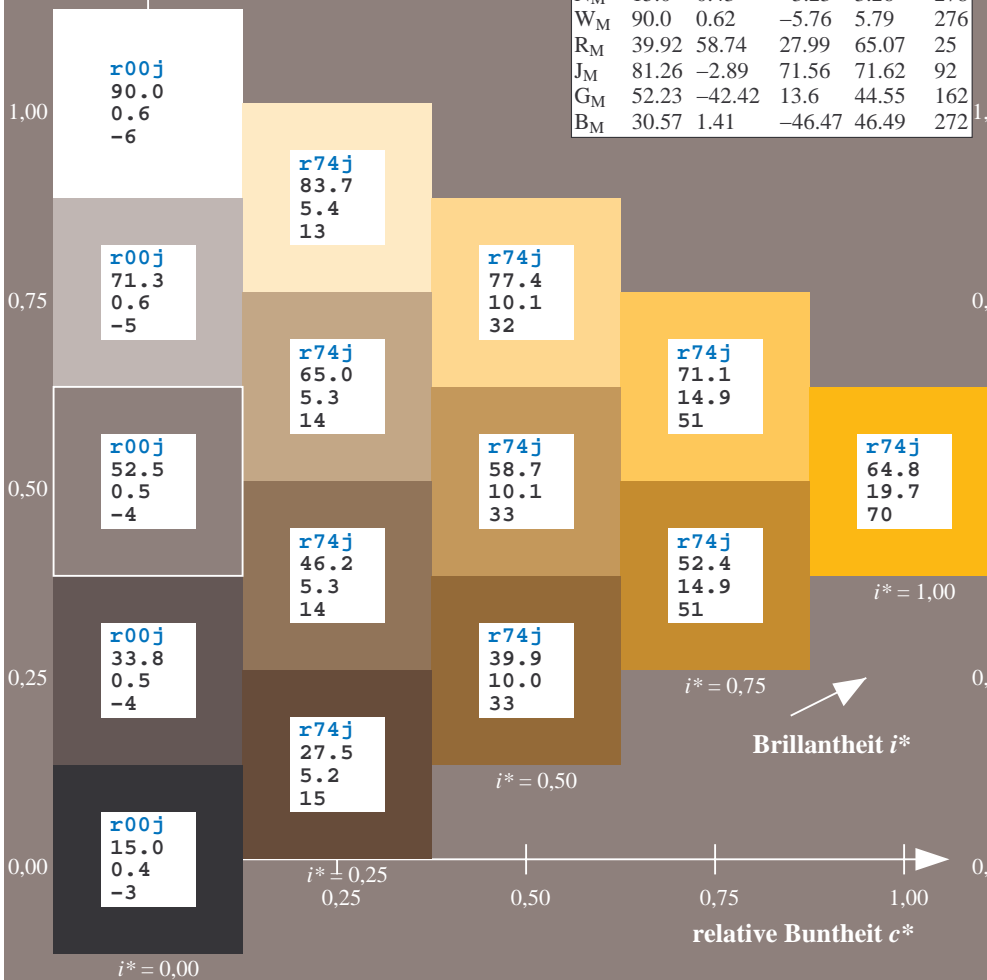 W_M 90.0 0.62 −5.76 5.79 276
R_M 39.92 58.74 27.99 65.07 25
J_M 81.26 −2.89 71.56 71.62 92
G_M 52.23 −42.42 13.6 44.55 162
B_M 30.57 1.41 −46.47 46.49 272
1,00
r00j
90.0
0.6
−6
r74j
83.7
5.4
13
0,75
r00j
71.3
0.6
−5
r74j
77.4
10.1
32
r74j
65.0
5.3
14
r74j
71.1
14.9
51
0,50
r00j
52.5
0.5
−4
r74j
58.7
10.1
33
r74j
64.8
19.7
70
r74j
46.2
5.3
14
r74j
52.4
14.9
51
i* = 1,00
0,25
r00j
33.8
0.5
−4
r74j
39.9
10.0
33
i* = 0,75
r74j
27.5
5.2
15
Brillantheit i*
i* = 0,50
0,00
r00j
15.0
0.4
−3
i* = 0,25
0,25 0,50 0,75 1,00
relative Buntheit c*
i* = 0,00